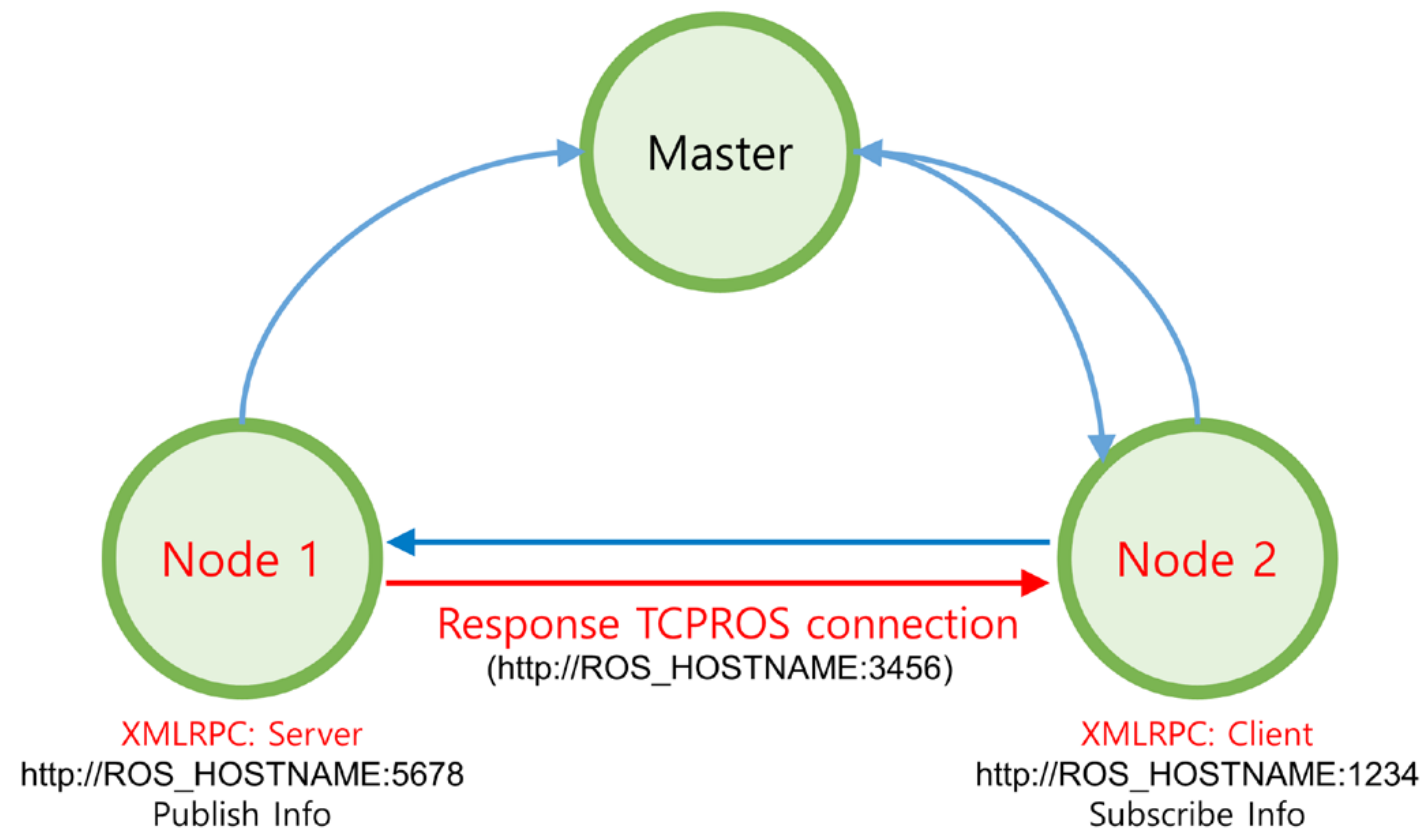 Master
Node 1
Node 2
Response TCPROS connection
(http://ROS_HOSTNAME:3456)
XMLRPC: Server
http://ROS_HOSTNAME:5678
Publish Info
XMLRPC: Client
http://ROS_HOSTNAME:1234
Subscribe Info